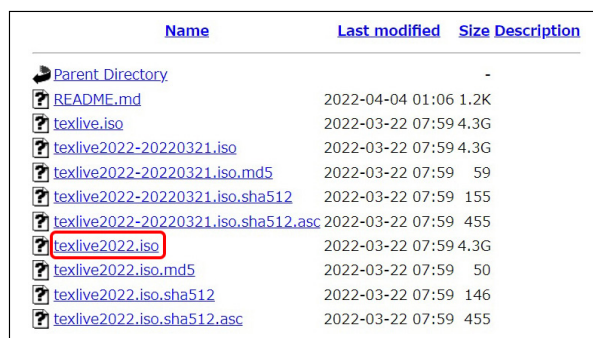 Name Last modified Size Description
Parent Directory -
README.md 2022-04-04 01:06 1.2K
texlive.iso 2022-03-22 07:59 4.3G
texlive2022-20220321.iso 2022-03-22 07:59 4.3G
texlive2022-20220321.iso.md5 2022-03-22 07:59 59
texlive2022-20220321.iso.sha512 2022-03-22 07:59 155
texlive2022-20220321.iso.sha512.asc 2022-03-22 07:59 455
texlive2022.iso 2022-03-22 07:59 4.3G
texlive2022.iso.md5 2022-03-22 07:59 50
texlive2022.iso.sha512 2022-03-22 07:59 146
texlive2022.iso.sha512.asc 2022-03-22 07:59 455